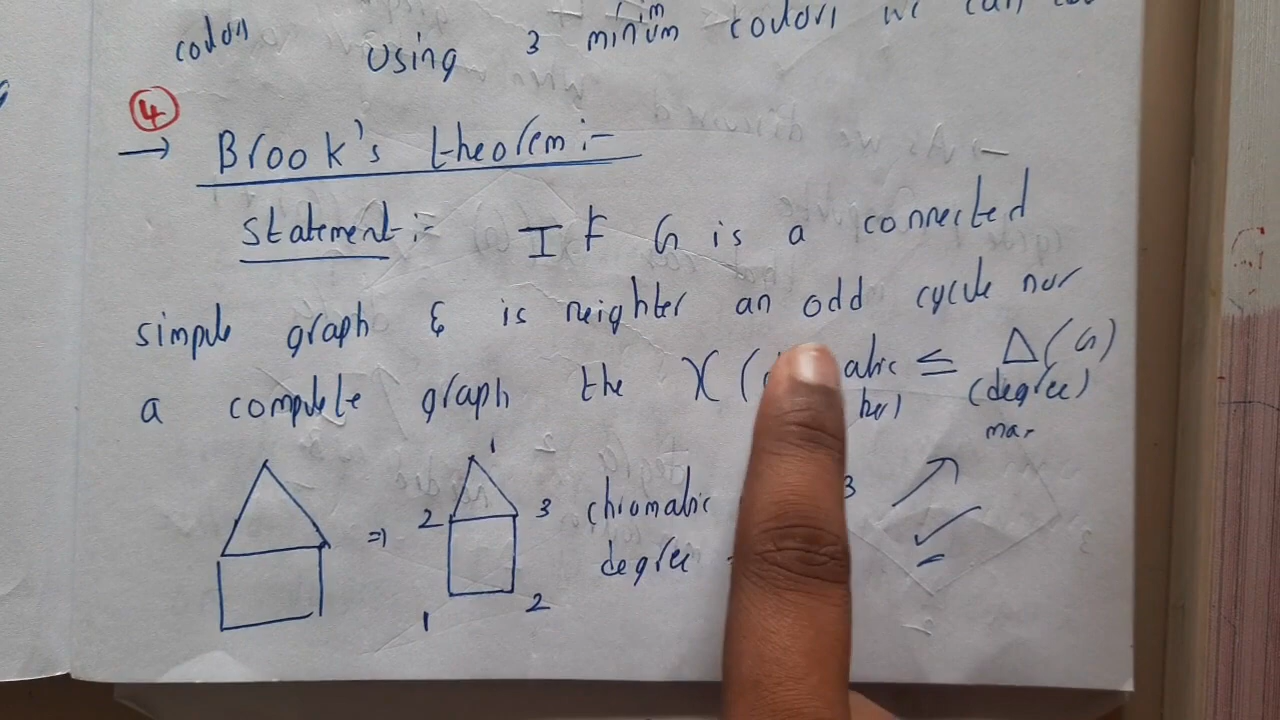 color using 3 minimum colors we can
④
→ Brook's theorem :-
Statement :- If G is a connected
simple graph & is neighter an odd cycle nor
a complete graph the χ ( ≤ Δ(G)
(degree)
max
1
2 3 chromatic 3
⇒ degree
1 2